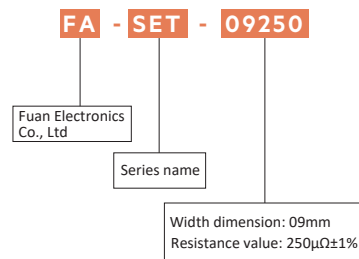 FA - SET - 09250
Fuan Electronics
Co., Ltd
Series name
Width dimension: 09mm
Resistance value: 250μΩ±1%